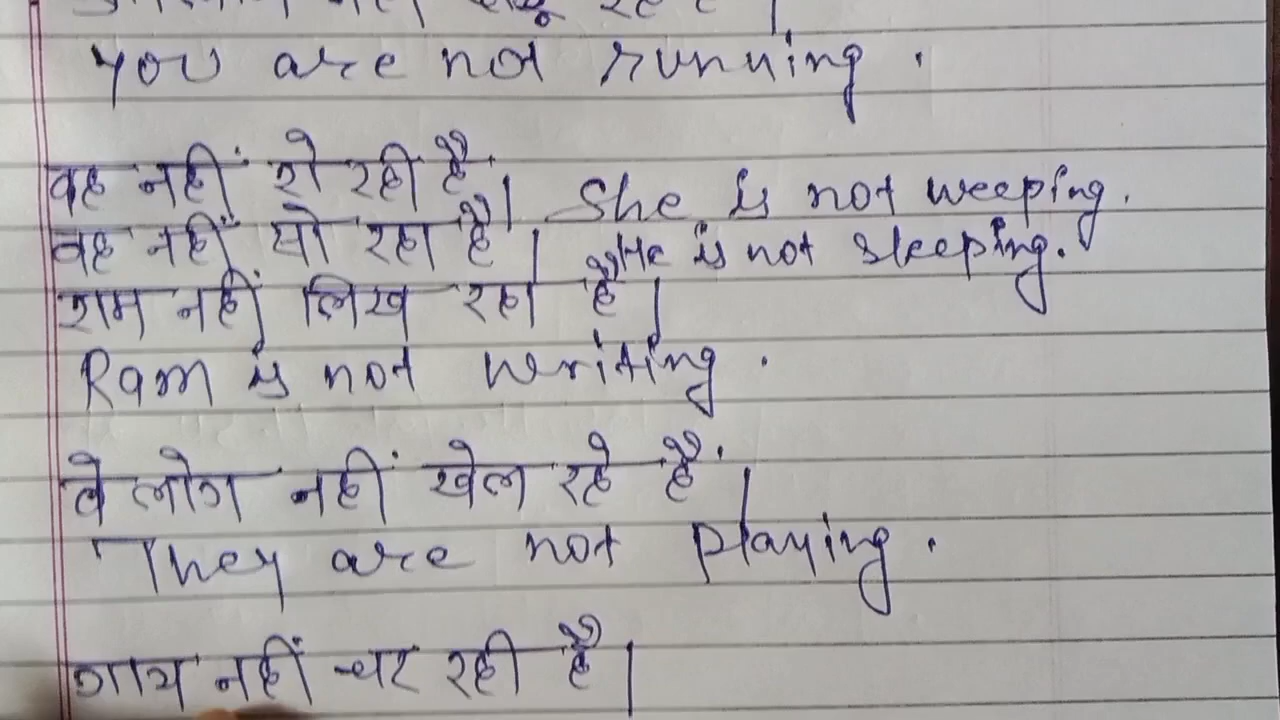 you are not running .
वह नहीं रो रही है । She is not weeping.
वह नहीं सो रहा है । He is not sleeping.
राम नहीं लिख रहा है ।
Ram is not writing .
वे लोग नहीं खेल रहे हैं ।
They are not playing .
गाय नहीं चर रही है ।